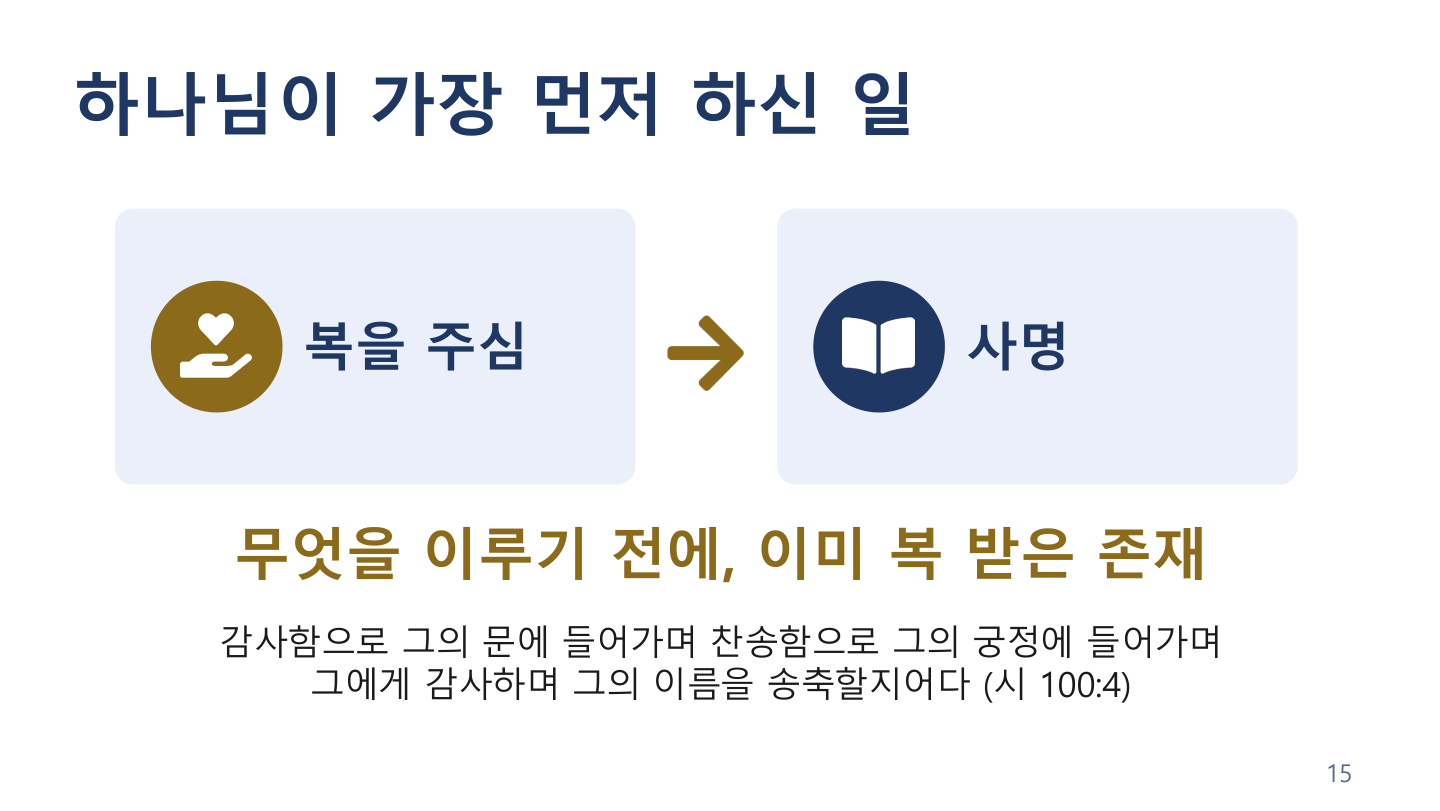 하나님이 가장 먼저 하신 일
복을 주심
사명
무엇을 이루기 전에, 이미 복 받은 존재
감사함으로 그의 문에 들어가며 찬송함으로 그의 궁정에 들어가며
그에게 감사하며 그의 이름을 송축할지어다 (시 100:4)
15